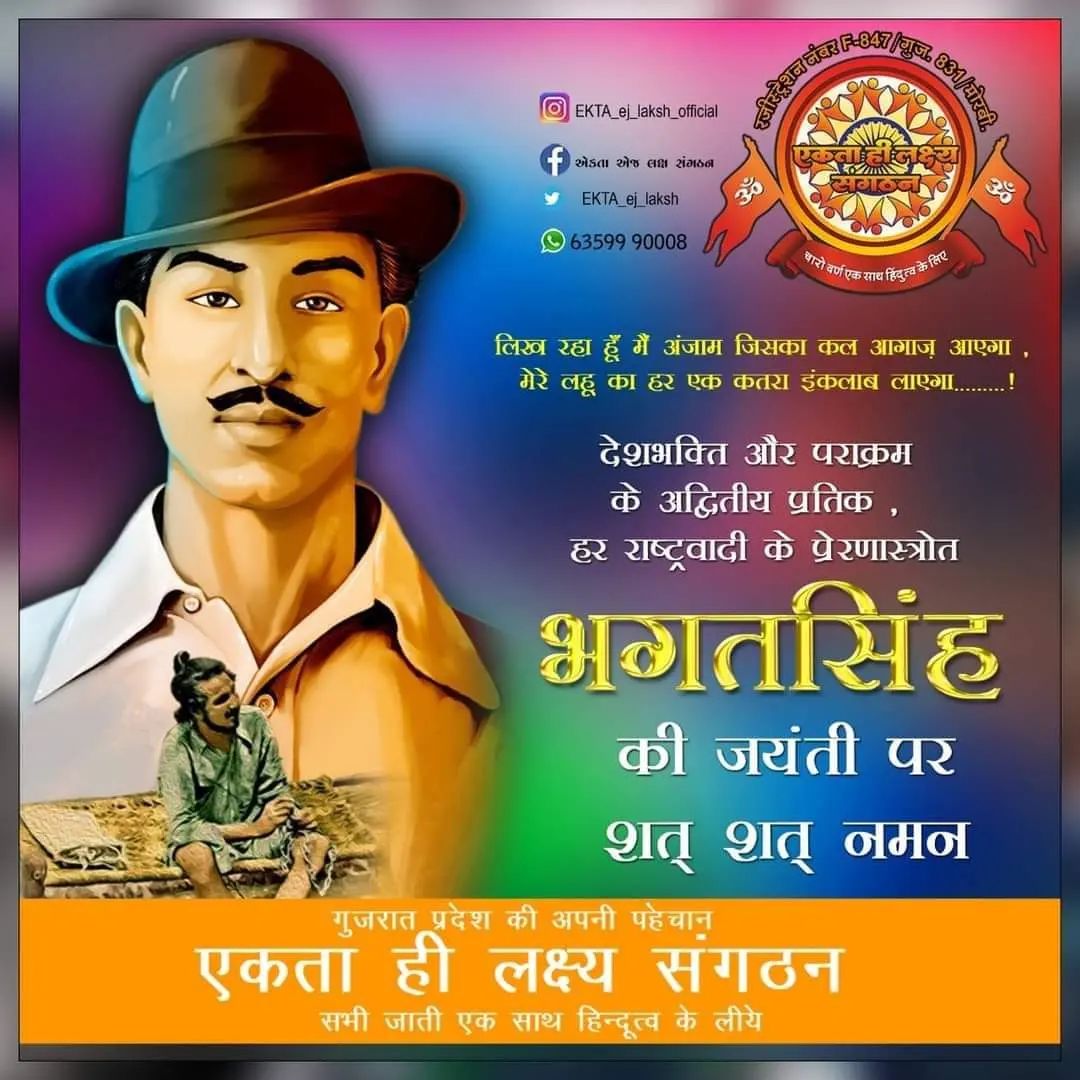 EKTA_ej_laksh_official
એકતા એજ લક્ષ સંગઠન
EKTA_ej_laksh
63599 90008
रजीस्ट्रेशन नंबर F-847/गुज. 831/मोरबी.
एकता ही लक्ष्य
संगठन
ॐ
ॐ
चारो वर्ण एक साथ हिंदुत्व के लिए
लिख रहा हूँ मैं अंजाम जिसका कल आगाज़ आएगा ,
मेरे लहू का हर एक कतरा इंकलाब लाएगा.........!
देशभक्ति और पराक्रम
के अद्वितीय प्रतिक ,
हर राष्ट्रवादी के प्रेरणास्त्रोत
भगतसिंह
की जयंती पर
शत् शत् नमन
गुजरात प्रदेश की अपनी पहेचान
एकता ही लक्ष्य संगठन
सभी जाती एक साथ हिन्दूत्व के लीये